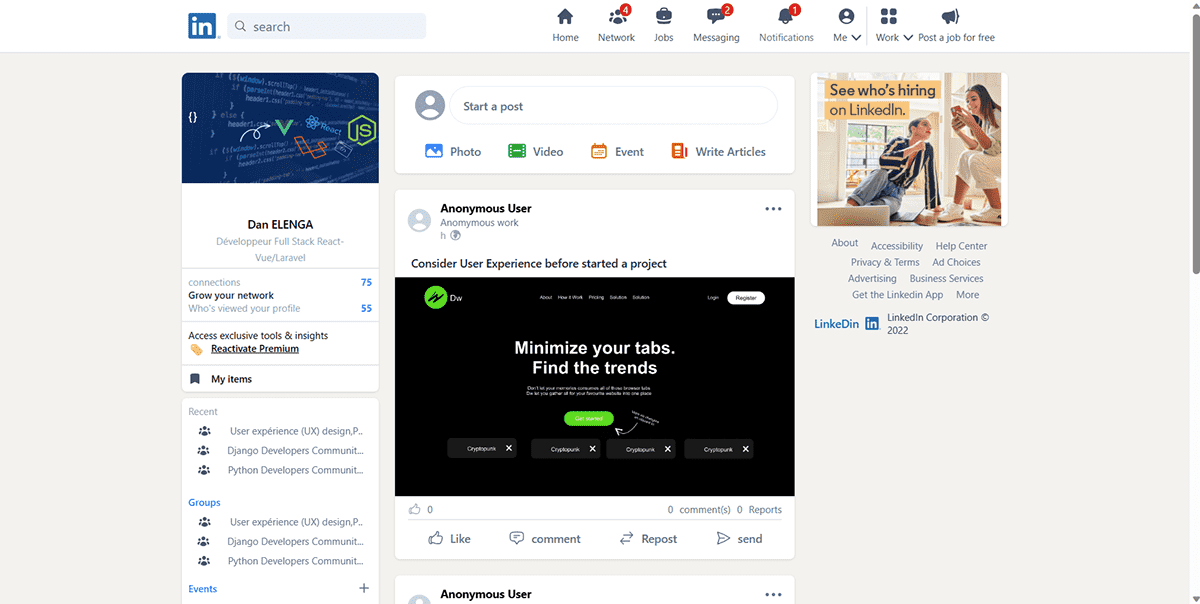 in
search
4
2
1
Home
Network
Jobs
Messaging
Notifications
Me
Work
Post a job for free
{}
React
JS
Dan ELENGA
Développeur Full Stack React-
Vue/Laravel
connections 75
Grow your network
Who's viewed your profile 55
Access exclusive tools & insights
Reactivate Premium
My items
Recent
User expérience (UX) design,P..
Django Developers Communit...
Python Developers Communit...
Groups
User expérience (UX) design,P..
Django Developers Communit...
Python Developers Communit...
Events +
Start a post
Photo
Video
Event
Write Articles
Anonymous User
Anomymous work
h
Consider User Experience before started a project
Dw
About
How it Work
Pricing
Solution
Solution
Login
Register
Minimize your tabs.
Find the trends
Don't let your memories consumes all of those browser tabs
De let you gather all for your favourite website into one place
Get started
Cryptopunk
Cryptopunk
Cryptopunk
Cryptopunk
0
0 comment(s) 0 Reports
Like
comment
Repost
send
Anonymous User
See who's hiring
on LinkedIn.
About Accessibility Help Center
Privacy & Terms Ad Choices
Advertising Business Services
Get the Linkedin App More
LinkeDin in LinkedIn Corporation ©
2022